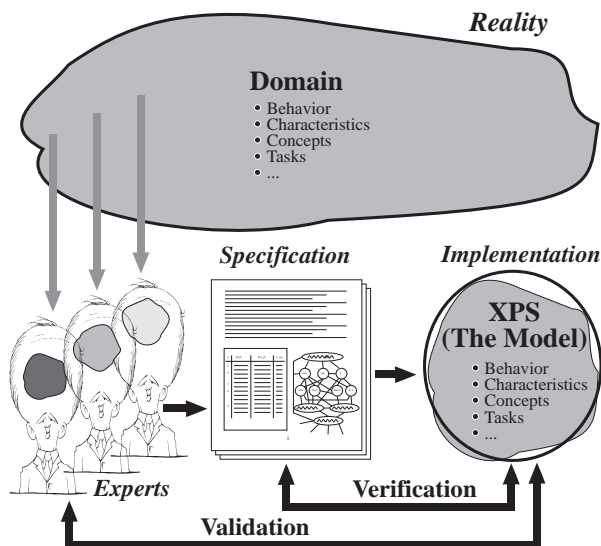 Reality
Domain
• Behavior
• Characteristics
• Concepts
• Tasks
• ...
Specification
Implementation
XPS
(The Model)
• Behavior
• Characteristics
• Concepts
• Tasks
• ...
Experts
Verification
Validation